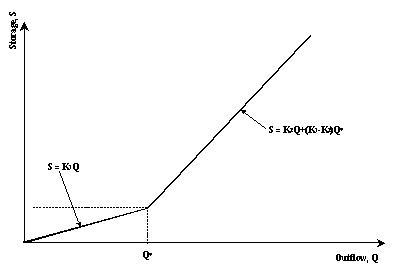 Storage, S
S = K₂Q+(K₁-K₂)Q*
S = K₁Q
Q*
Outflow, Q